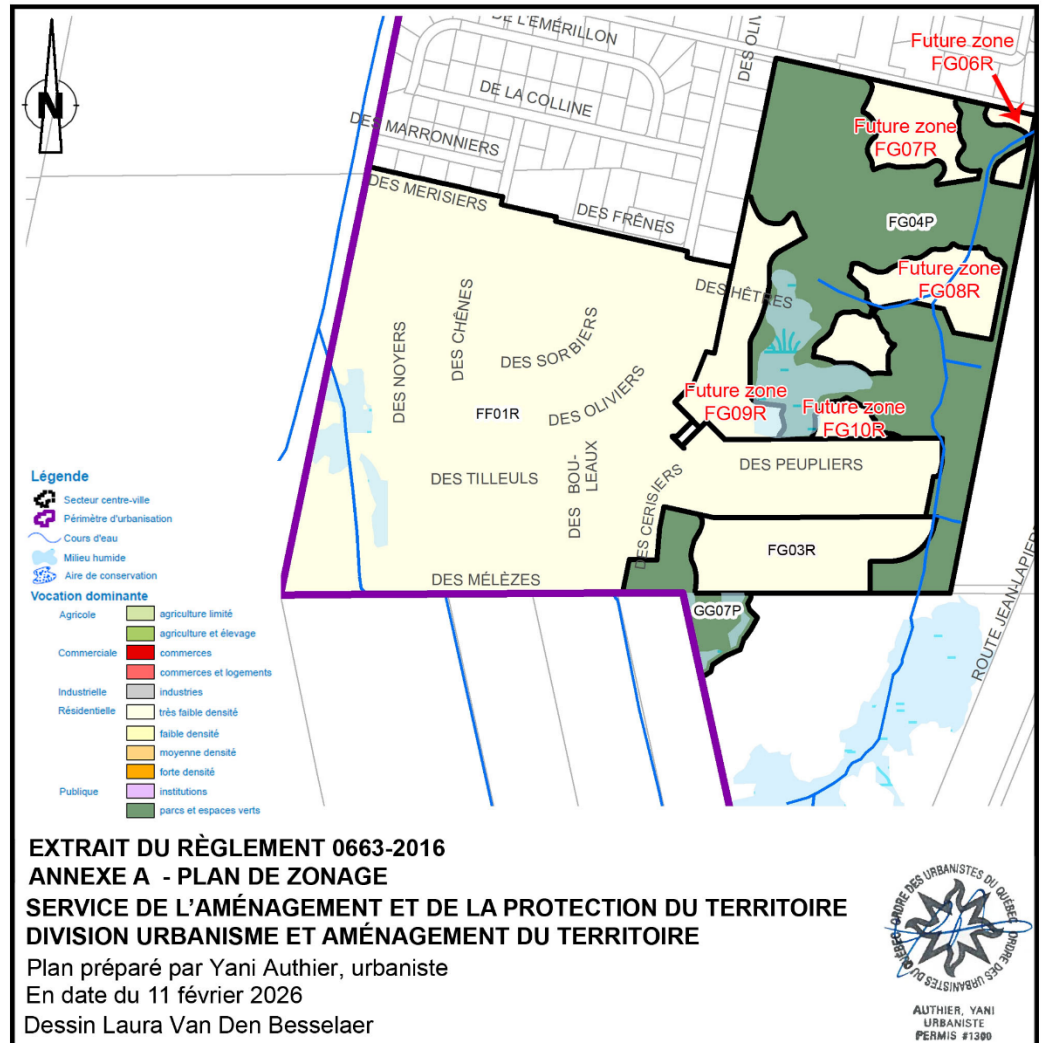 DE L'ÉMÉRILLON
DES OLI
DE LA COLLINE
DES MARRONNIERS
DES MERISIERS
DES FRÊNES
Future zone
FG06R
Future zone
FG07R
FG04P
Future zone
FG08R
DES HÊTRES
N
DES NOYERS
DES CHÊNES
DES SORBIERS
DES OLIVIERS
FF01R
Future zone
FG09R
Future zone
FG10R
DES TILLEULS
DES BOU-
LEAUX
DES CERISIERS
DES PEUPLIERS
FG03R
DES MÉLÈZES
GG07P
ROUTE JEAN-LAPIERR
Légende
Secteur centre-ville
Périmètre d'urbanisation
Cours d'eau
Milieu humide
Aire de conservation
Vocation dominante
Agricole agriculture limité
agriculture et élevage
Commerciale commerces
commerces et logements
Industrielle industries
Résidentielle très faible densité
faible densité
moyenne densité
forte densité
Publique institutions
parcs et espaces verts
EXTRAIT DU RÈGLEMENT 0663-2016
ANNEXE A - PLAN DE ZONAGE
SERVICE DE L'AMÉNAGEMENT ET DE LA PROTECTION DU TERRITOIRE
DIVISION URBANISME ET AMÉNAGEMENT DU TERRITOIRE
Plan préparé par Yani Authier, urbaniste
En date du 11 février 2026
Dessin Laura Van Den Besselaer
ORDRE DES URBANISTES DU QUÉBEC ORDRE DES URBANISTES DU QUÉBEC
AUTHIER, YANI
URBANISTE
PERMIS #1300